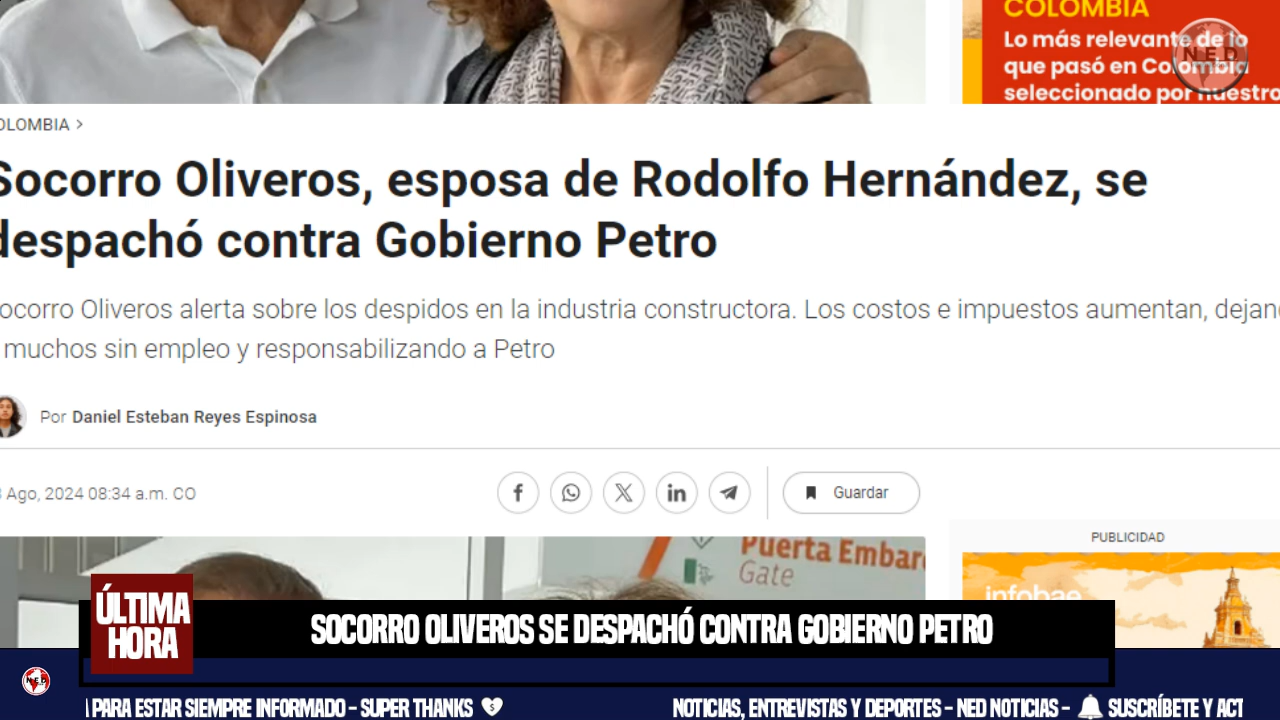 COLOMBIA
Lo más relevante de lo
que pasó en Colombia
seleccionado por nuestro
NED
OLOMBIA >
Socorro Oliveros, esposa de Rodolfo Hernández, se
despachó contra Gobierno Petro
ocorro Oliveros alerta sobre los despidos en la industria constructora. Los costos e impuestos aumentan, dejan
muchos sin empleo y responsabilizando a Petro
Por Daniel Esteban Reyes Espinosa
Ago, 2024 08:34 a.m. CO
Guardar
PUBLICIDAD
Puerta Embar
Gate
infobae
ÚLTIMA
HORA
SOCORRO OLIVEROS SE DESPACHÓ CONTRA GOBIERNO PETRO
NED
PARA ESTAR SIEMPRE INFORMADO - SUPER THANKS
NOTICIAS, ENTREVISTAS Y DEPORTES - NED NOTICIAS -
SUSCRÍBETE Y ACT